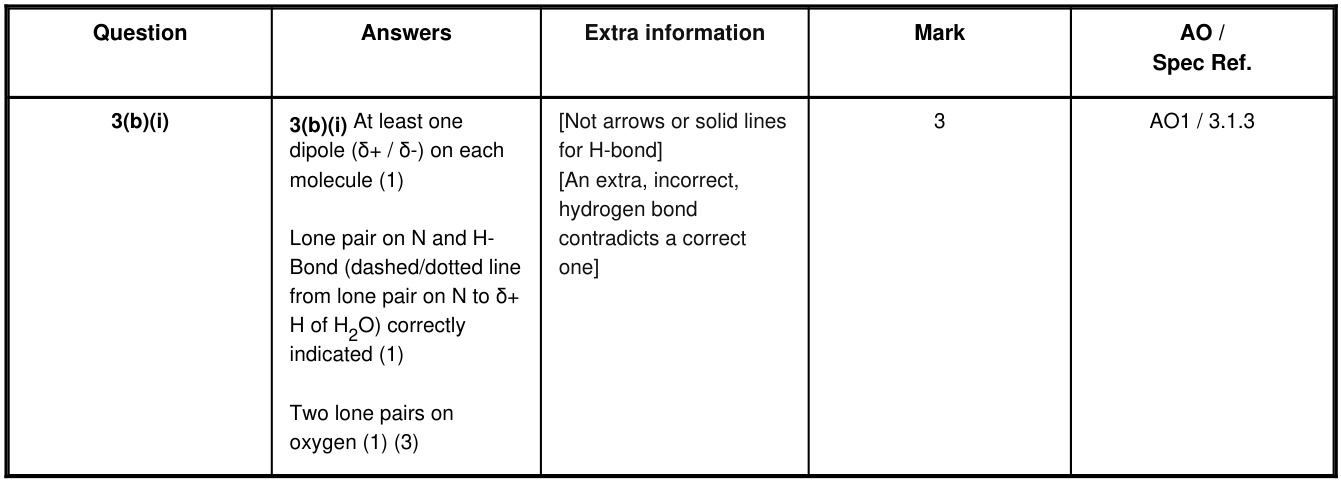 Question Answers Extra information Mark AO /
Spec Ref.
3(b)(i)
3(b)(i) At least one
dipole (δ+ / δ-) on each
molecule (1)
Lone pair on N and H-
Bond (dashed/dotted line
from lone pair on N to δ+
H of H2O) correctly
indicated (1)
Two lone pairs on
oxygen (1) (3)
[Not arrows or solid lines
for H-bond]
[An extra, incorrect,
hydrogen bond
contradicts a correct
one]
3
AO1 / 3.1.3